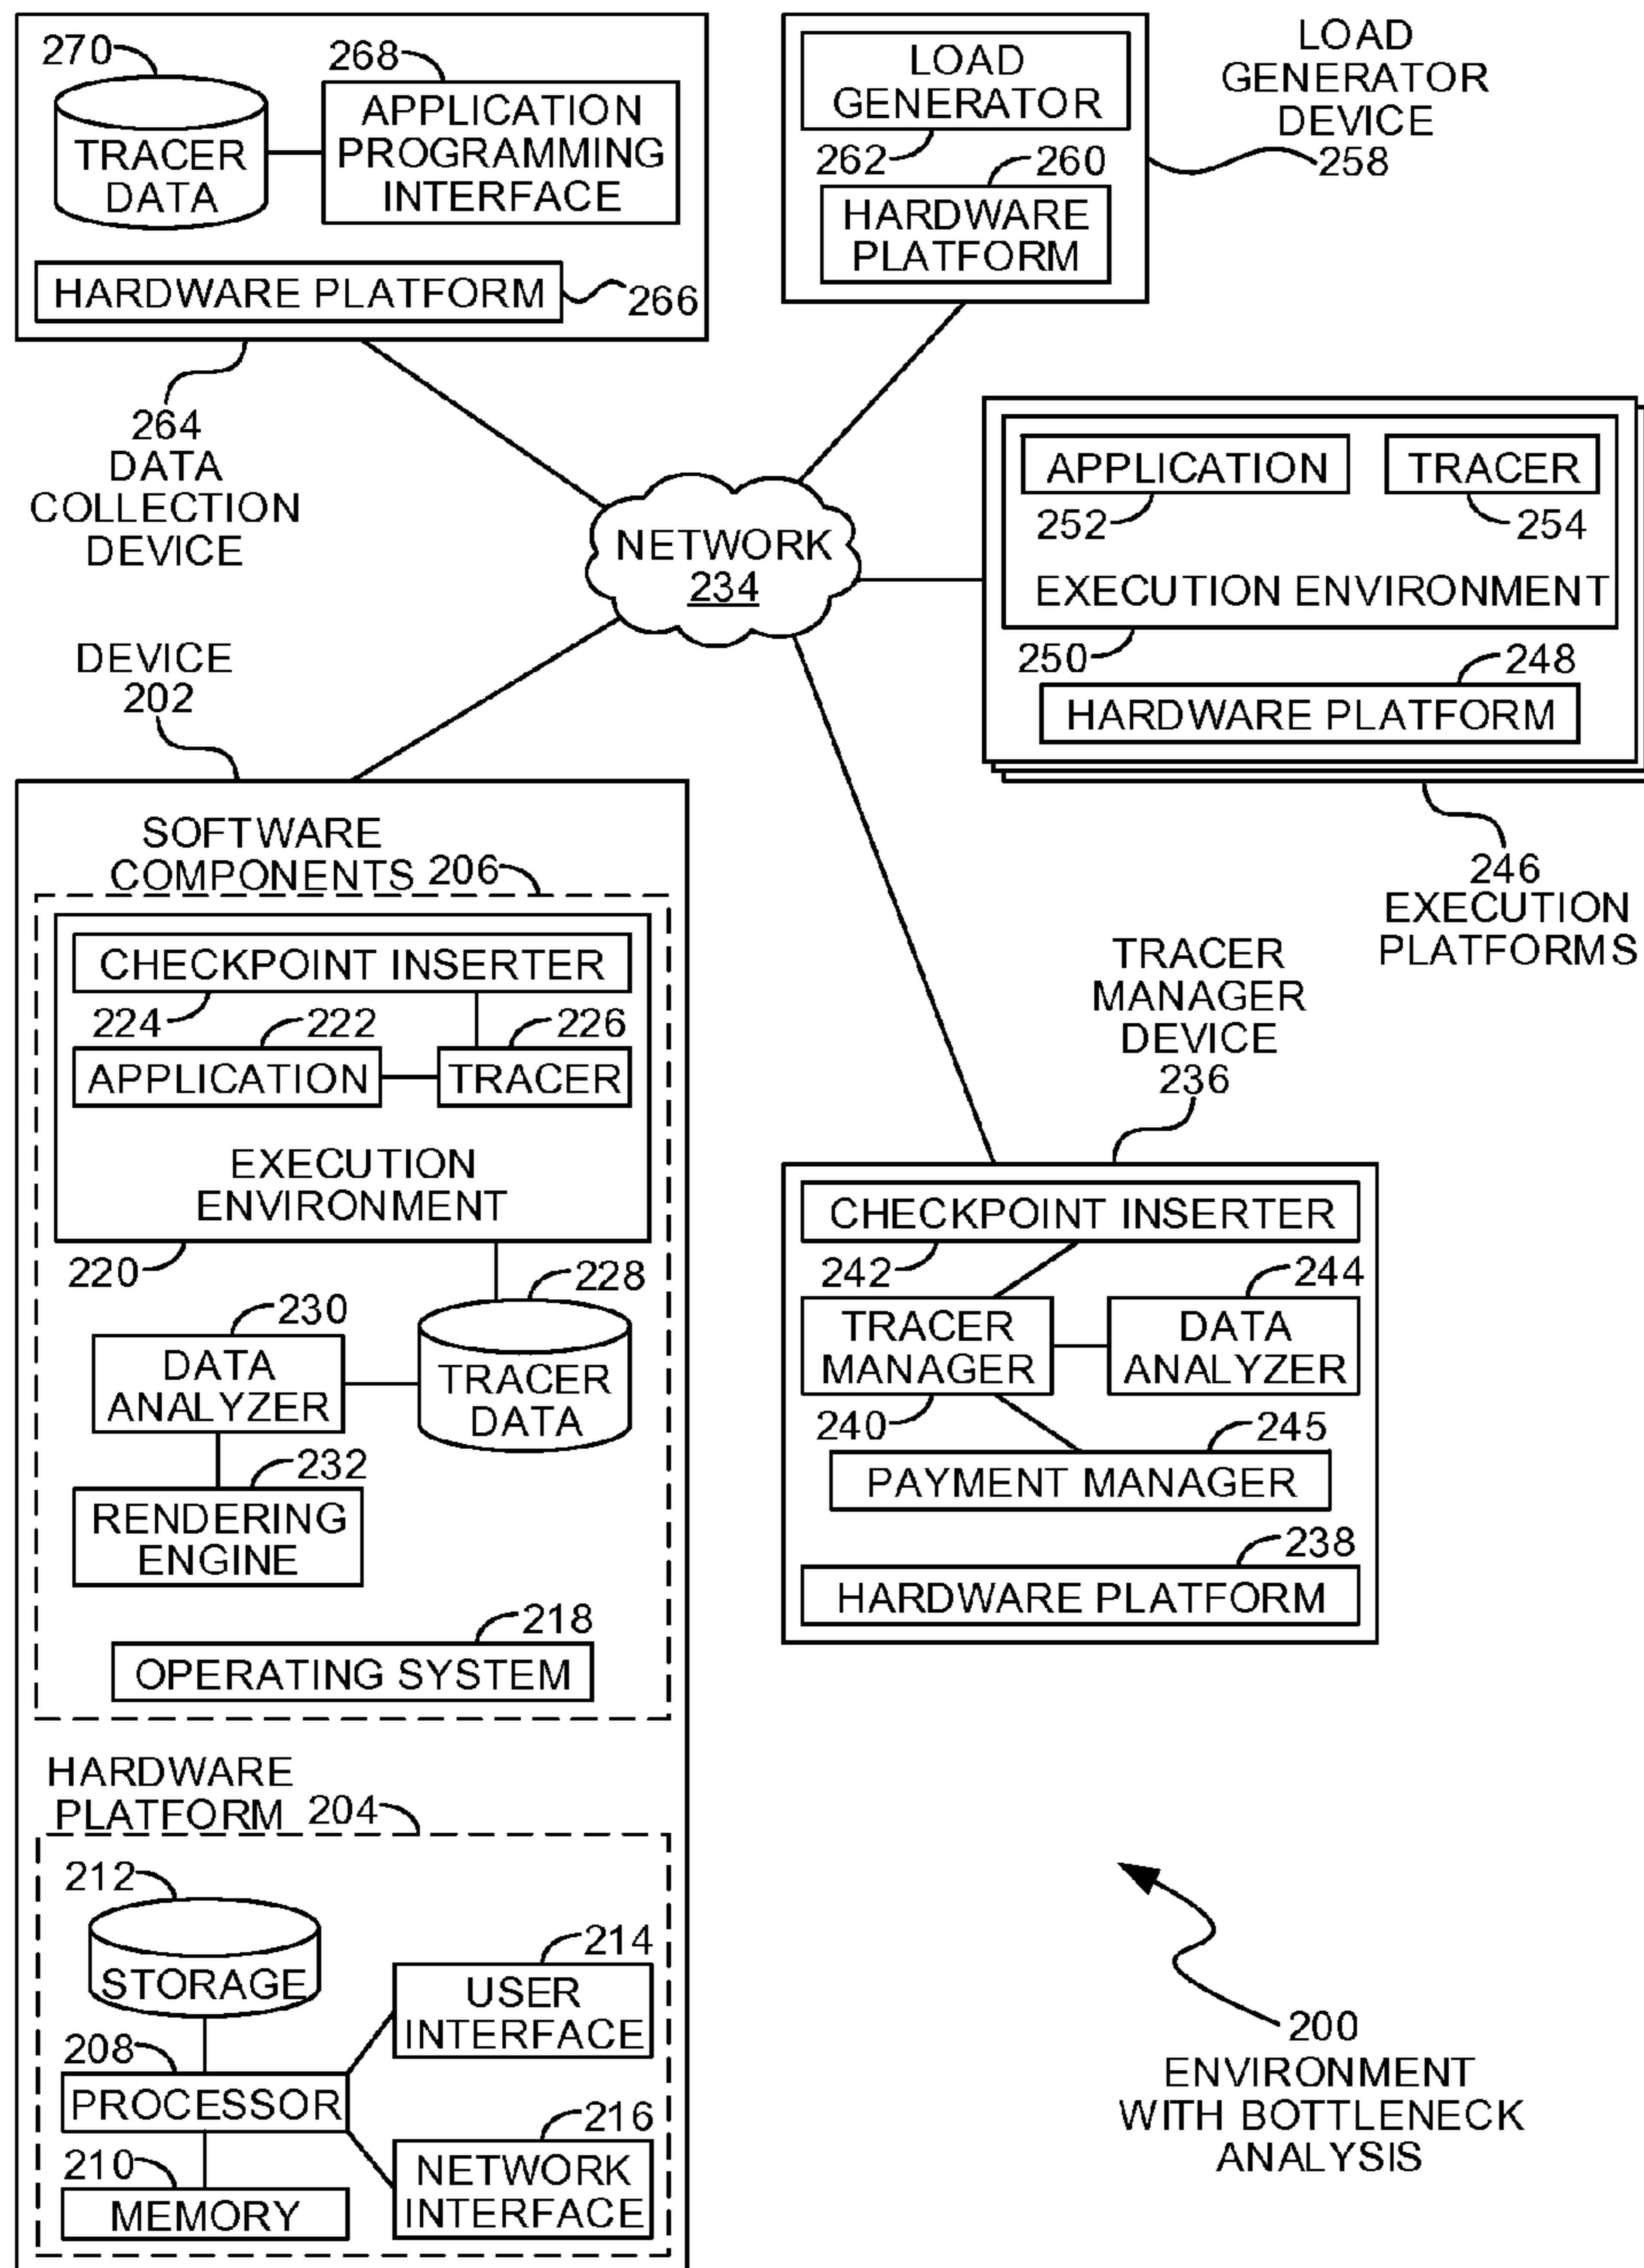 270
TRACER
DATA
268
APPLICATION
PROGRAMMING
INTERFACE
HARDWARE PLATFORM
266
264
DATA
COLLECTION
DEVICE
LOAD
GENERATOR
262
260
HARDWARE
PLATFORM
LOAD
GENERATOR
DEVICE
258
NETWORK
234
APPLICATION
TRACER
252
254
EXECUTION ENVIRONMENT
250
248
HARDWARE PLATFORM
246
EXECUTION
PLATFORMS
DEVICE
202
SOFTWARE
COMPONENTS 206
CHECKPOINT INSERTER
224
222
226
APPLICATION
TRACER
EXECUTION
ENVIRONMENT
220
228
230
DATA
ANALYZER
TRACER
DATA
232
RENDERING
ENGINE
218
OPERATING SYSTEM
HARDWARE
PLATFORM 204
212
STORAGE
214
USER
INTERFACE
208
PROCESSOR
216
NETWORK
INTERFACE
210
MEMORY
TRACER
MANAGER
DEVICE
236
CHECKPOINT INSERTER
242
244
TRACER
MANAGER
DATA
ANALYZER
240
245
PAYMENT MANAGER
238
HARDWARE PLATFORM
200
ENVIRONMENT
WITH BOTTLENECK
ANALYSIS